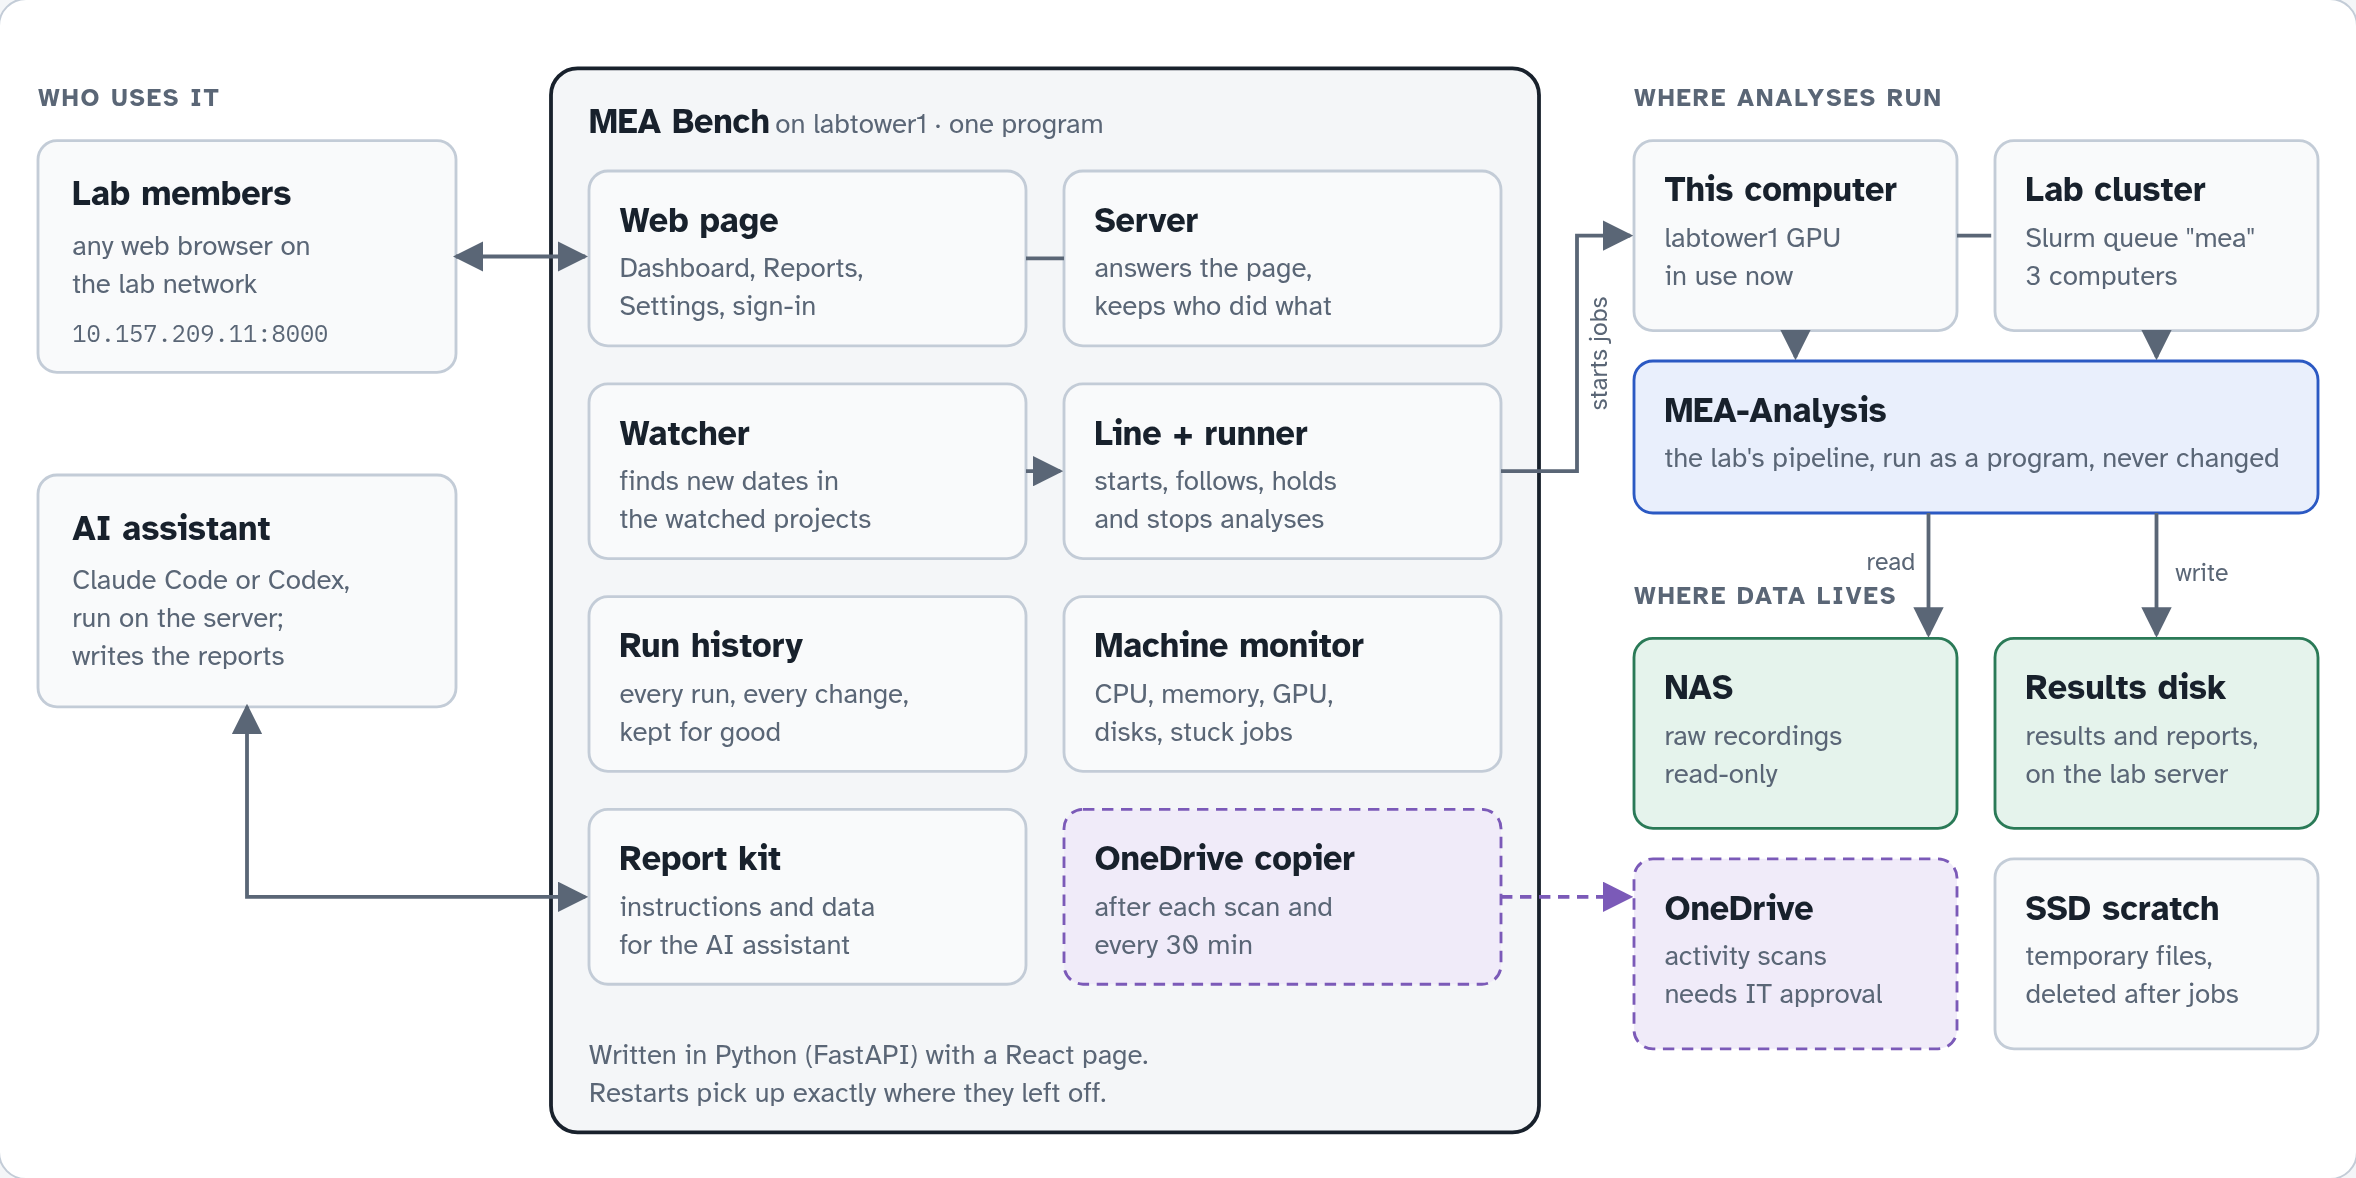 WHO USES IT
Lab members
any web browser on
the lab network
10.157.209.11:8000
AI assistant
Claude Code or Codex,
run on the server;
writes the reports
MEA Bench on labtower1 · one program
Web page
Dashboard, Reports,
Settings, sign-in
Server
answers the page,
keeps who did what
Watcher
finds new dates in
the watched projects
Line + runner
starts, follows, holds
and stops analyses
Run history
every run, every change,
kept for good
Machine monitor
CPU, memory, GPU,
disks, stuck jobs
Report kit
instructions and data
for the AI assistant
OneDrive copier
after each scan and
every 30 min
Written in Python (FastAPI) with a React page.
Restarts pick up exactly where they left off.
starts jobs
WHERE ANALYSES RUN
This computer
labtower1 GPU
in use now
Lab cluster
Slurm queue "mea"
3 computers
MEA-Analysis
the lab's pipeline, run as a program, never changed
read
write
WHERE DATA LIVES
NAS
raw recordings
read-only
Results disk
results and reports,
on the lab server
OneDrive
activity scans
needs IT approval
SSD scratch
temporary files,
deleted after jobs